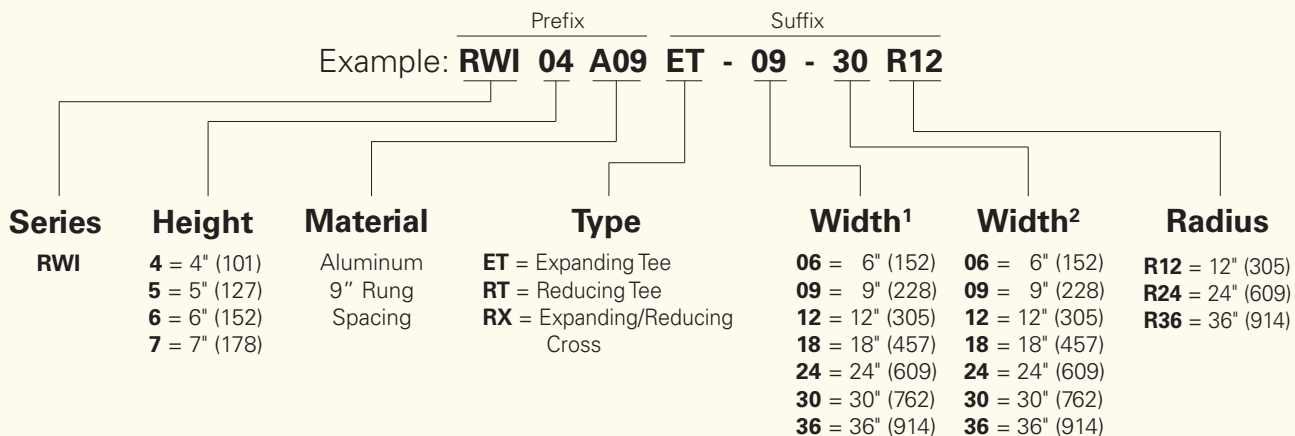 Prefix Suffix
Example: RWI 04 A09 ET - 09 - 30 R12
Series
RWI
Height
4 = 4" (101)
5 = 5" (127)
6 = 6" (152)
7 = 7" (178)
Material
Aluminum
9” Rung
Spacing
Type
ET = Expanding Tee
RT = Reducing Tee
RX = Expanding/Reducing
Cross
Width¹
06 = 6" (152)
09 = 9" (228)
12 = 12" (305)
18 = 18" (457)
24 = 24" (609)
30 = 30" (762)
36 = 36" (914)
Width²
06 = 6" (152)
09 = 9" (228)
12 = 12" (305)
18 = 18" (457)
24 = 24" (609)
30 = 30" (762)
36 = 36" (914)
Radius
R12 = 12" (305)
R24 = 24" (609)
R36 = 36" (914)